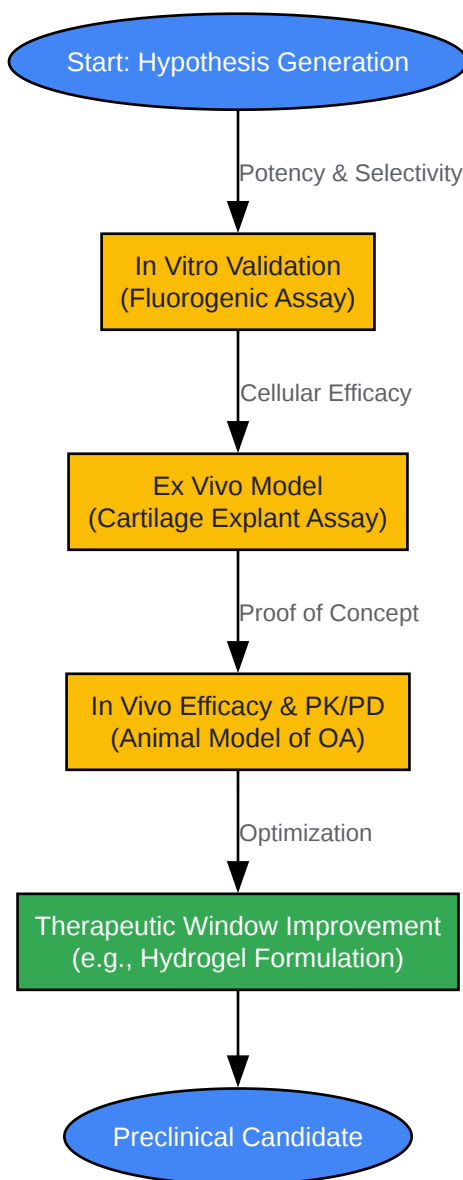 Start: Hypothesis Generation
Potency & Selectivity
In Vitro Validation
(Fluorogenic Assay)
Cellular Efficacy
Ex Vivo Model
(Cartilage Explant Assay)
Proof of Concept
In Vivo Efficacy & PK/PD
(Animal Model of OA)
Optimization
Therapeutic Window Improvement
(e.g., Hydrogel Formulation)
Preclinical Candidate